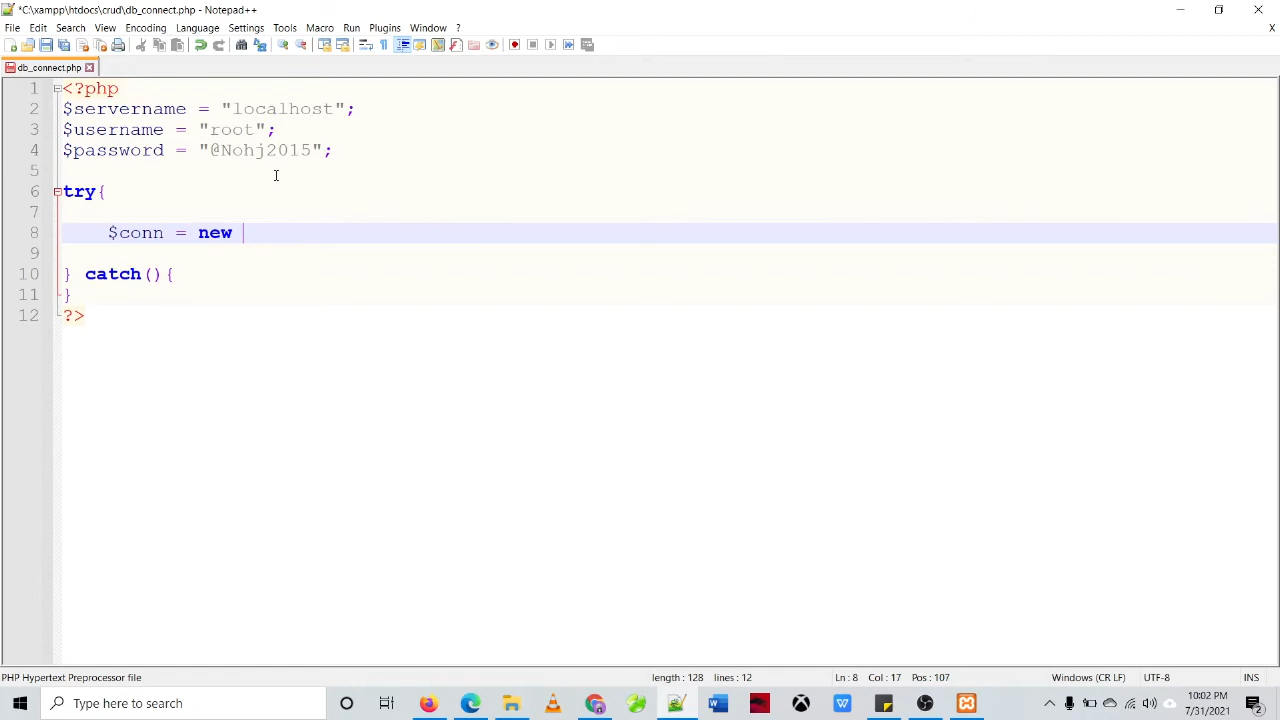 *C:\xampp\htdocs\crud\db_connect.php - Notepad++
File Edit Search View Encoding Language Settings Tools Macro Run Plugins Window ?
X
db_connect.php
1 <?php
2 $servername = "localhost";
3 $username = "root";
4 $password = "@Nohj2015";
5
6 try{
7
8 $conn = new
9
10 } catch(){
11 }
12 ?>
PHP Hypertext Preprocessor file length : 128 lines : 12 Ln : 8 Col : 17 Pos : 107 Windows (CR LF) UTF-8 INS
Type here to search
10:02 PM
7/31/2021
2